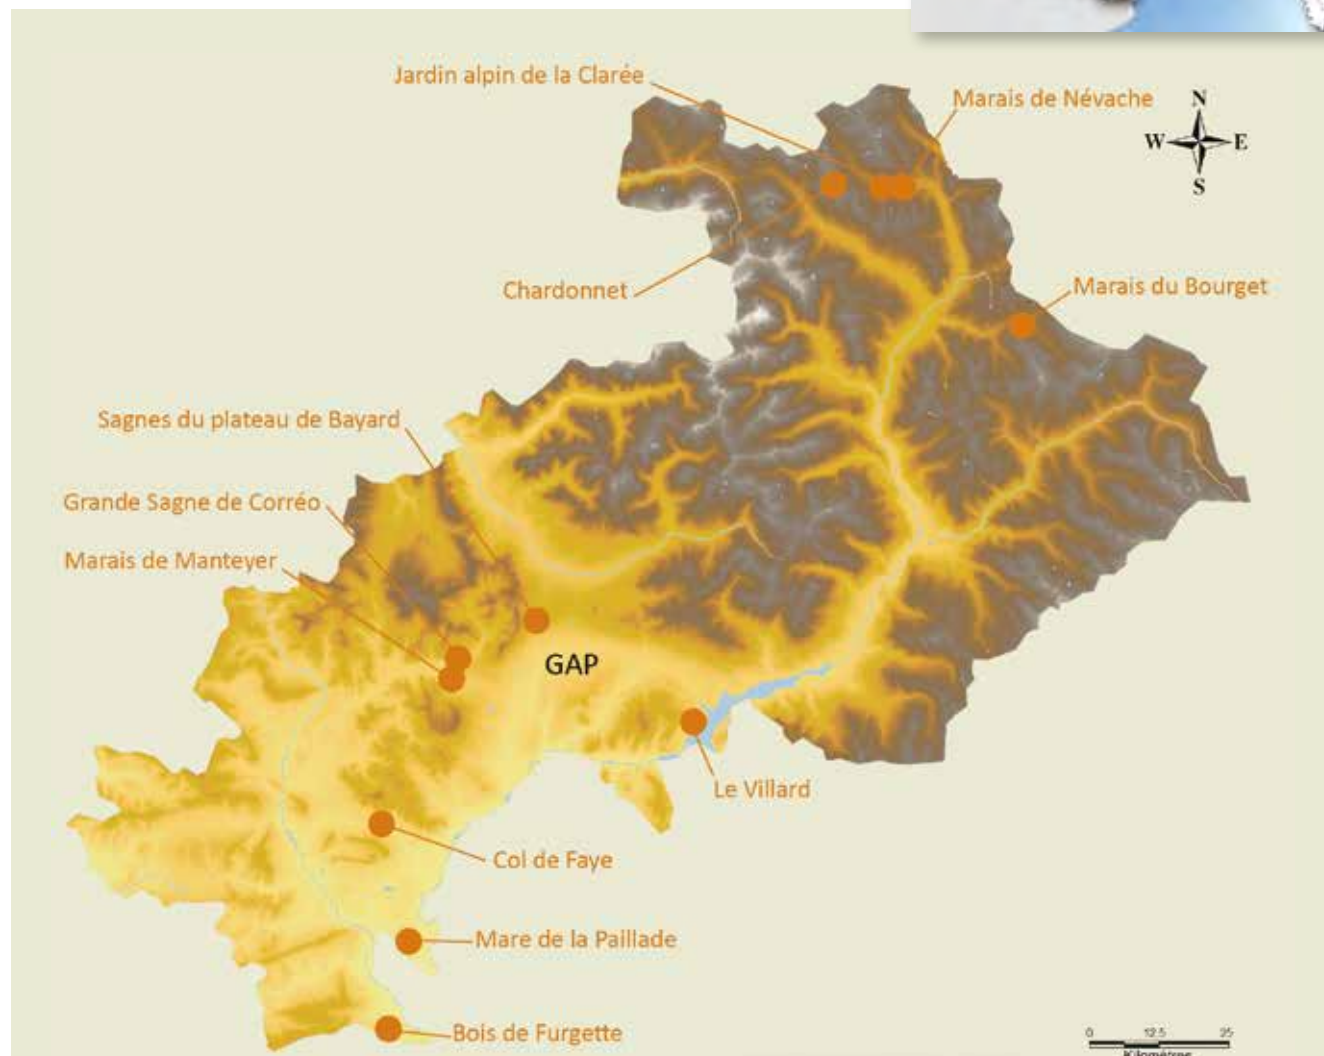 Jardin alpin de la Clarée
Marais de Névache
N
W E
S
Chardonnet
Marais du Bourget
Sagnes du plateau de Bayard
Grande Sagne de Corréo
Marais de Manteyer
GAP
Le Villard
Col de Faye
Mare de la Paillade
Bois de Furgette
0 12.5 25
Kilomètres